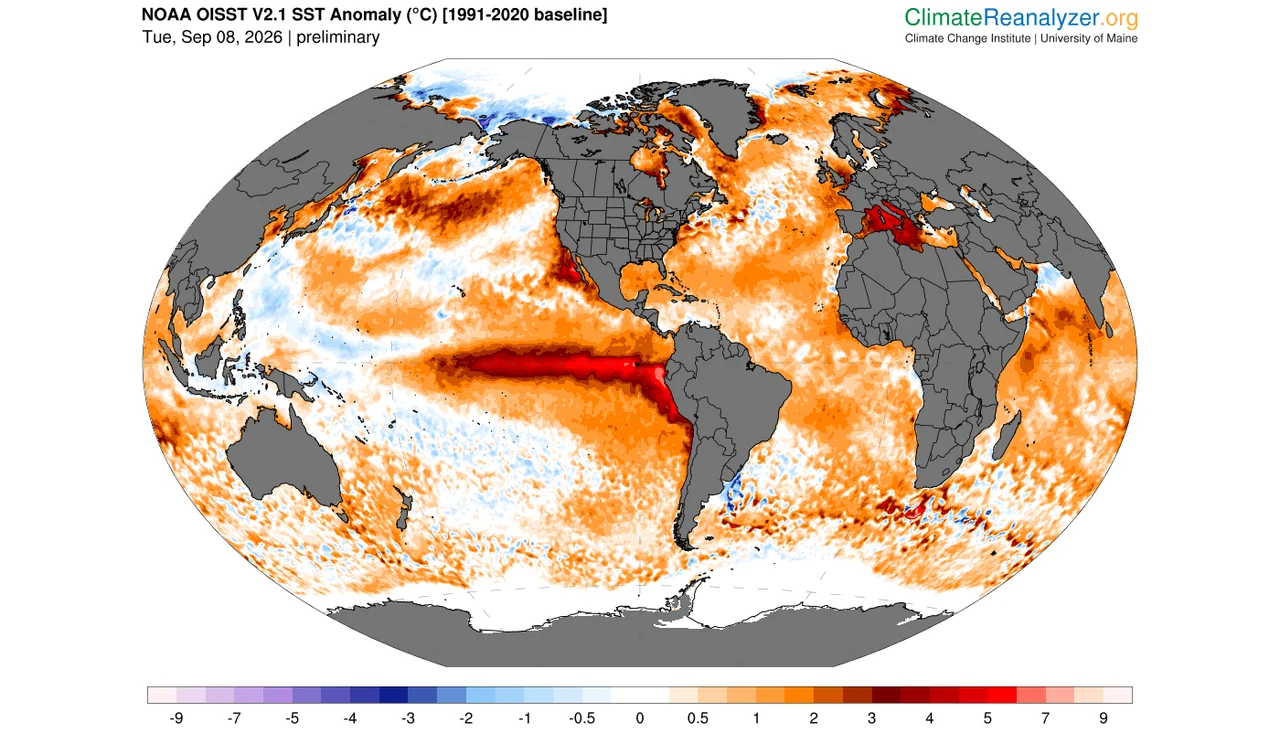 NOAA OISST V2.1 SST Anomaly (°C) [1991-2020 baseline]
Tue, Sep 08, 2026 | preliminary
ClimateReanalyzer.org
Climate Change Institute | University of Maine
-9 -7 -5 -4 -3 -2 -1 -0.5 0 0.5 1 2 3 4 5 7 9